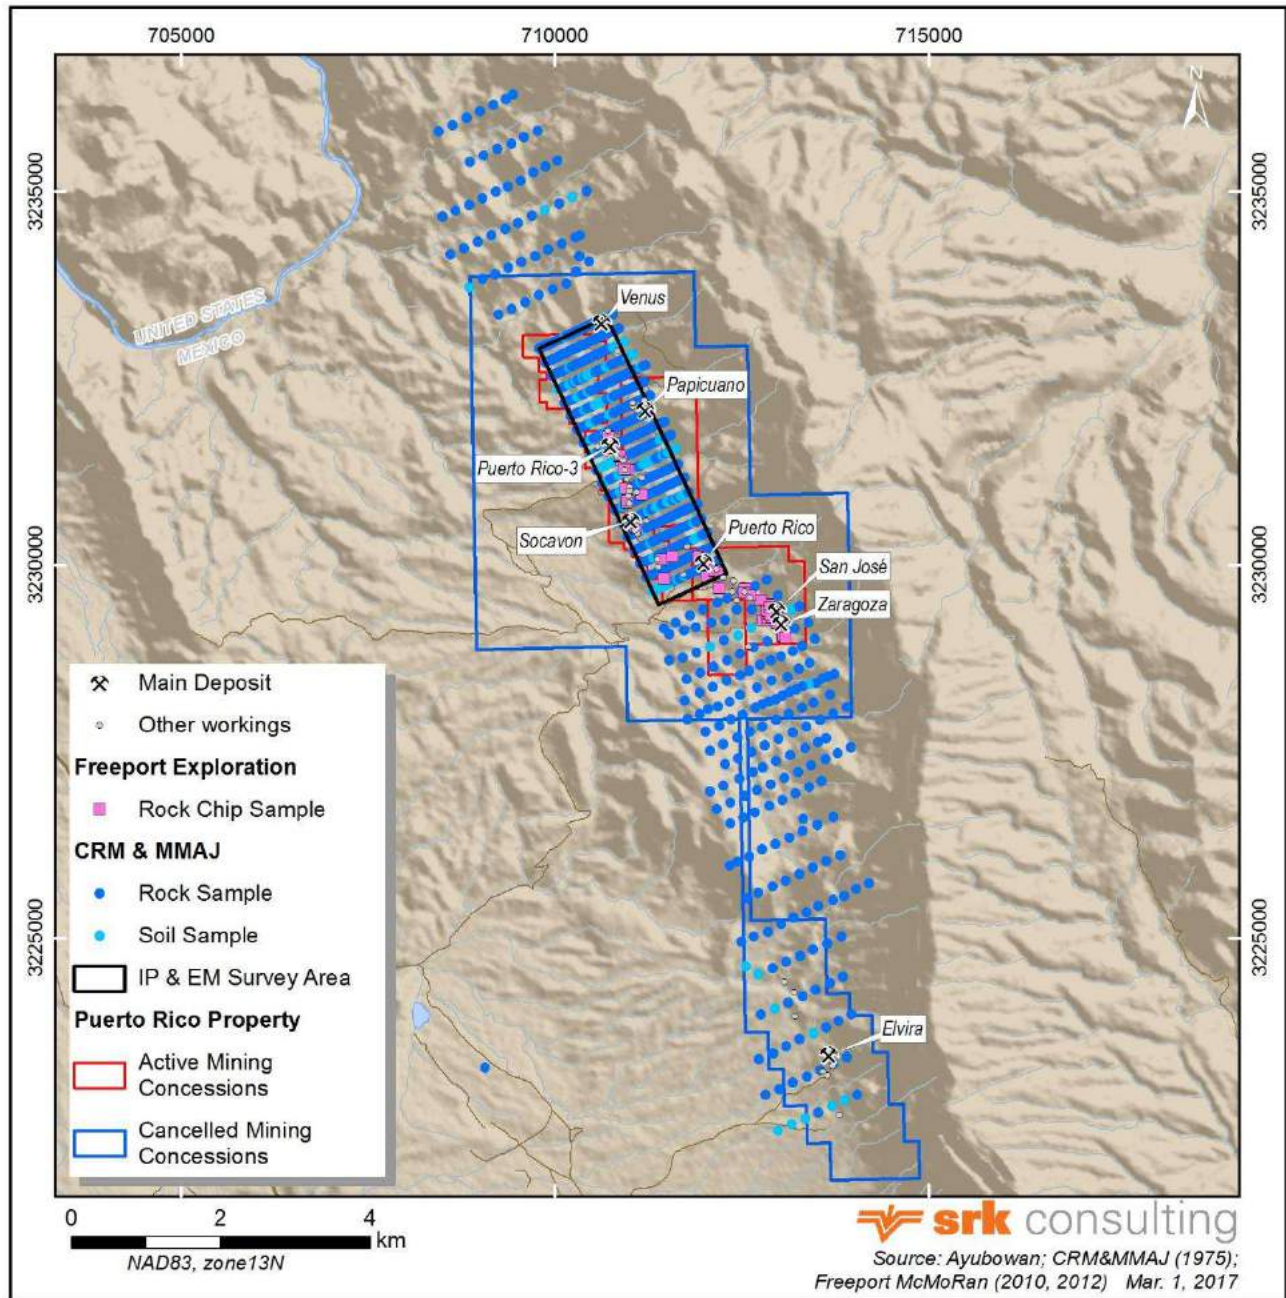 705000
710000
715000
N
3235000
3235000
UNITED STATES
MEXICO
Venus
Papicuano
Puerto Rico-3
Socavon
Puerto Rico
3230000
San José
3230000
Zaragoza
Main Deposit
Other workings
Freeport Exploration
Rock Chip Sample
CRM & MMAJ
Rock Sample
Soil Sample
IP & EM Survey Area
Puerto Rico Property
Active Mining
Concessions
Cancelled Mining
Concessions
3225000
3225000
Elvira
0 2 4
km
NAD83, zone13N
srk consulting
Source: Ayubowan; CRM&MMAJ (1975);
Freeport McMoRan (2010, 2012) Mar. 1, 2017